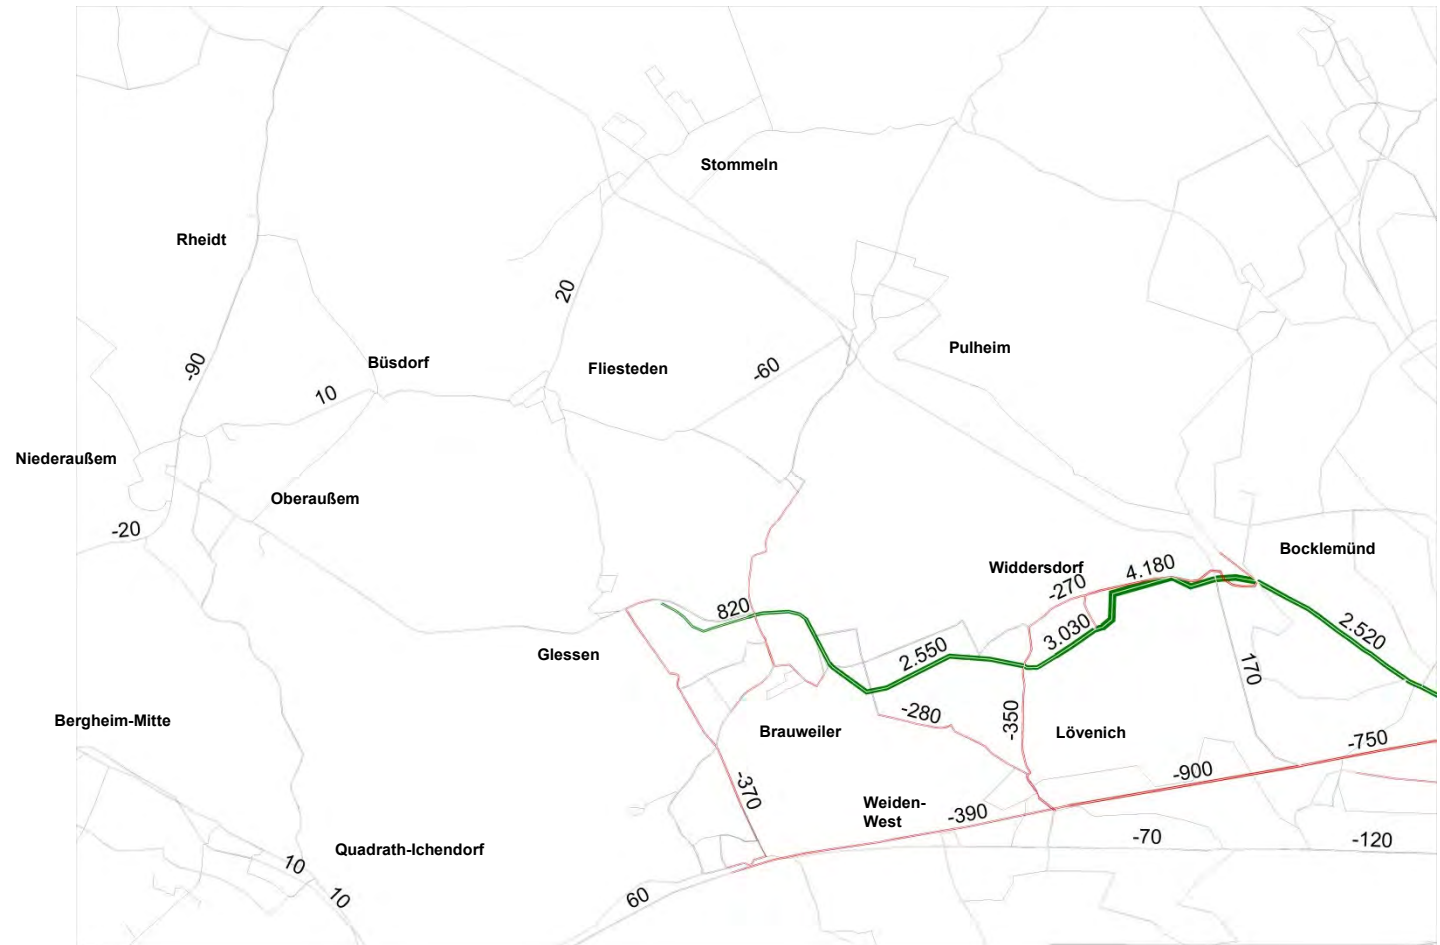 Stommeln
Rheidt
20
Pulheim
-90
Büsdorf
Fliesteden
-60
10
Niederaußem
Oberaußem
-20
Bocklemünd
Widdersdorf
4.180
-270
820
3.030
2.520
Glessen
2.550
170
Bergheim-Mitte
-280
-350
Brauweiler
Lövenich
-750
-370
-900
Weiden-
West
-390
-70
-120
Quadrath-Ichendorf
10
10
60